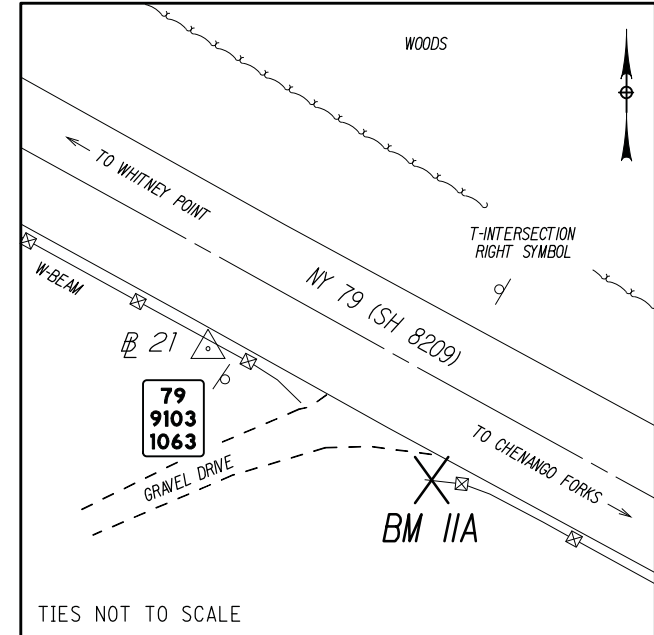 WOODS
TO WHITNEY POINT
T-INTERSECTION
RIGHT SYMBOL
W-BEAM
NY 79 (SH 8209)
BL 21
79
9103
1063
TO CHENANGO FORKS
GRAVEL DRIVE
BM 11A
TIES NOT TO SCALE